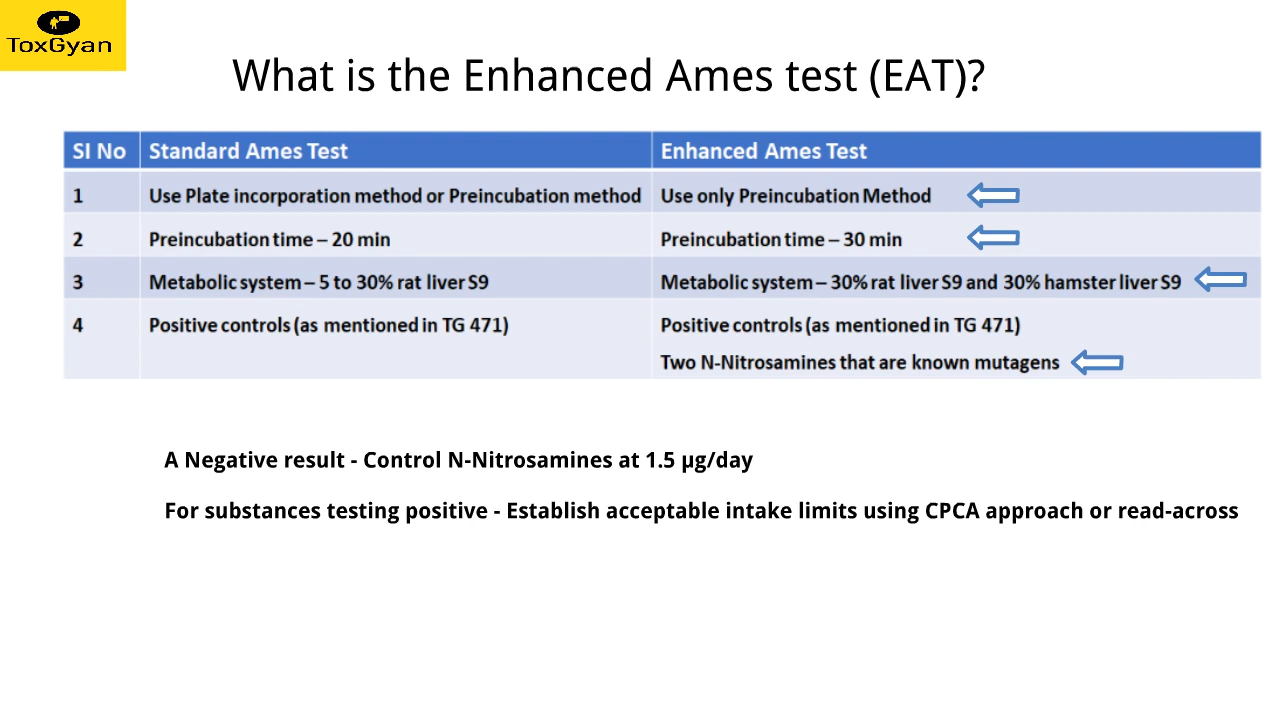 ToxGyan
What is the Enhanced Ames test (EAT)?
SI No Standard Ames Test Enhanced Ames Test
1 Use Plate incorporation method or Preincubation method Use only Preincubation Method
2 Preincubation time – 20 min Preincubation time – 30 min
3 Metabolic system – 5 to 30% rat liver S9 Metabolic system – 30% rat liver S9 and 30% hamster liver S9
4 Positive controls (as mentioned in TG 471) Positive controls (as mentioned in TG 471)
Two N-Nitrosamines that are known mutagens
A Negative result - Control N-Nitrosamines at 1.5 µg/day
For substances testing positive - Establish acceptable intake limits using CPCA approach or read-across